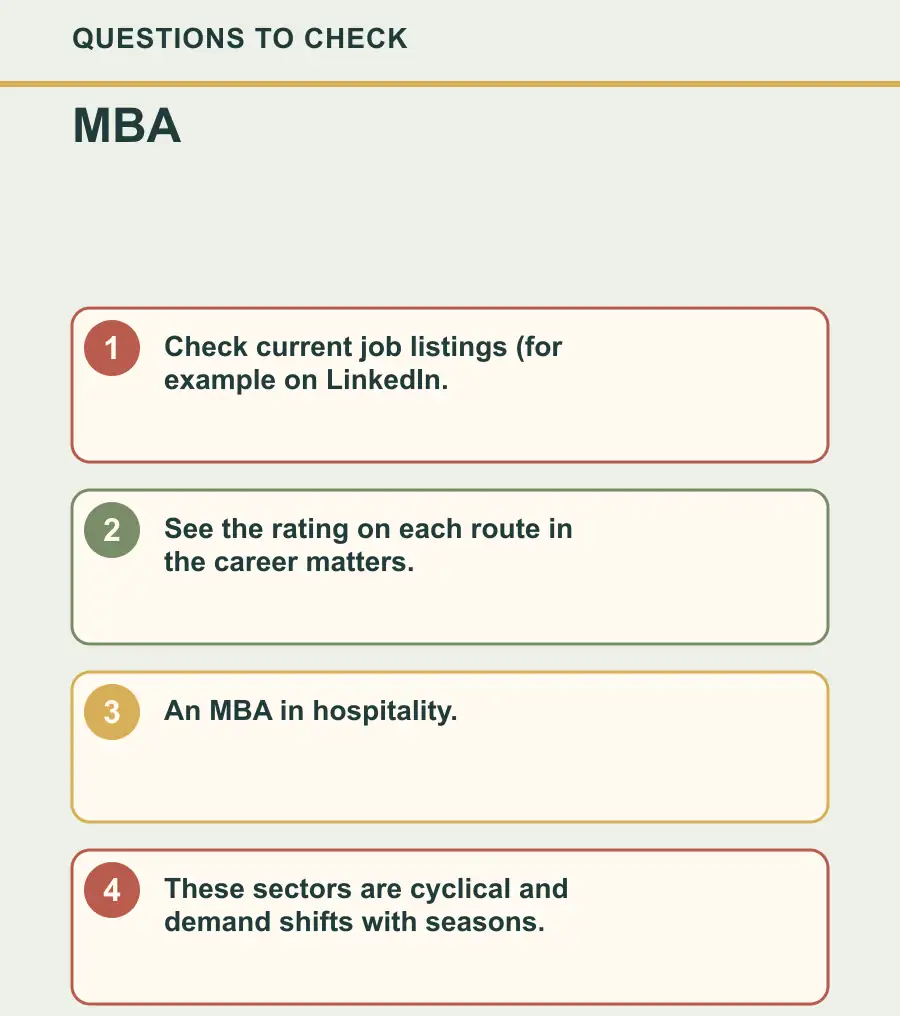 QUESTIONS TO CHECK
MBA
1
Check current job listings (for
example on LinkedIn.
2
See the rating on each route in
the career matters.
3
An MBA in hospitality.
4
These sectors are cyclical and
demand shifts with seasons.